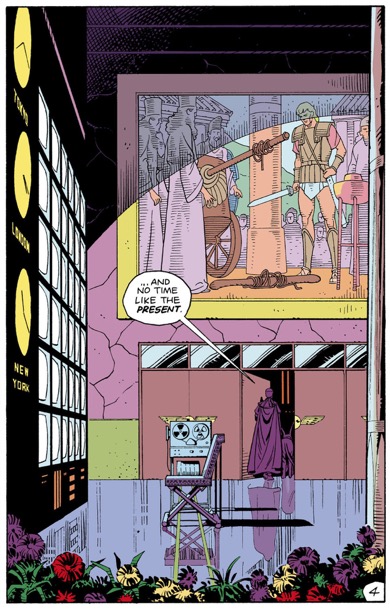 TOKYO
LONDON
NEW
YORK
...AND
NO TIME
LIKE THE
PRESENT.
4